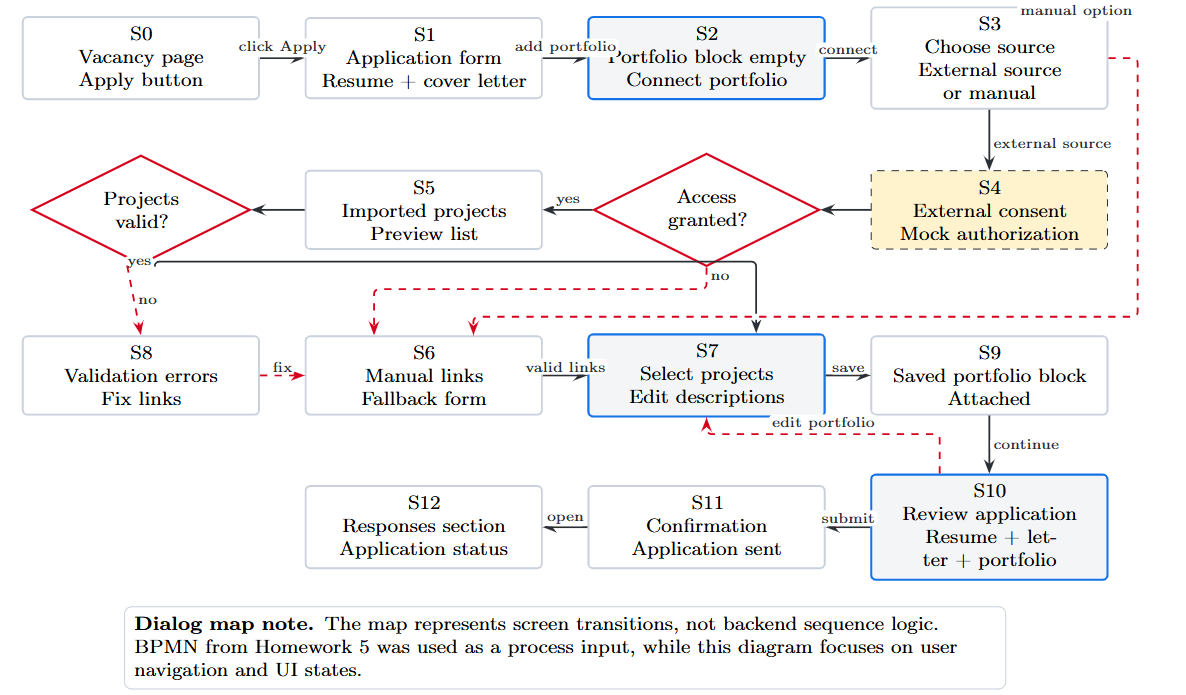 S0
Vacancy page
Apply button
click Apply
S1
Application form
Resume + cover letter
add portfolio
S2
Portfolio block empty
Connect portfolio
connect
S3
Choose source
External source
or manual
manual option
external source
Projects
valid?
S5
Imported projects
Preview list
yes
Access
granted?
S4
External consent
Mock authorization
yes
no
no
S8
Validation errors
Fix links
fix
S6
Manual links
Fallback form
valid links
S7
Select projects
Edit descriptions
save
S9
Saved portfolio block
Attached
edit portfolio
continue
S12
Responses section
Application status
open
S11
Confirmation
Application sent
submit
S10
Review application
Resume + let-
ter + portfolio
Dialog map note. The map represents screen transitions, not backend sequence logic.
BPMN from Homework 5 was used as a process input, while this diagram focuses on user
navigation and UI states.